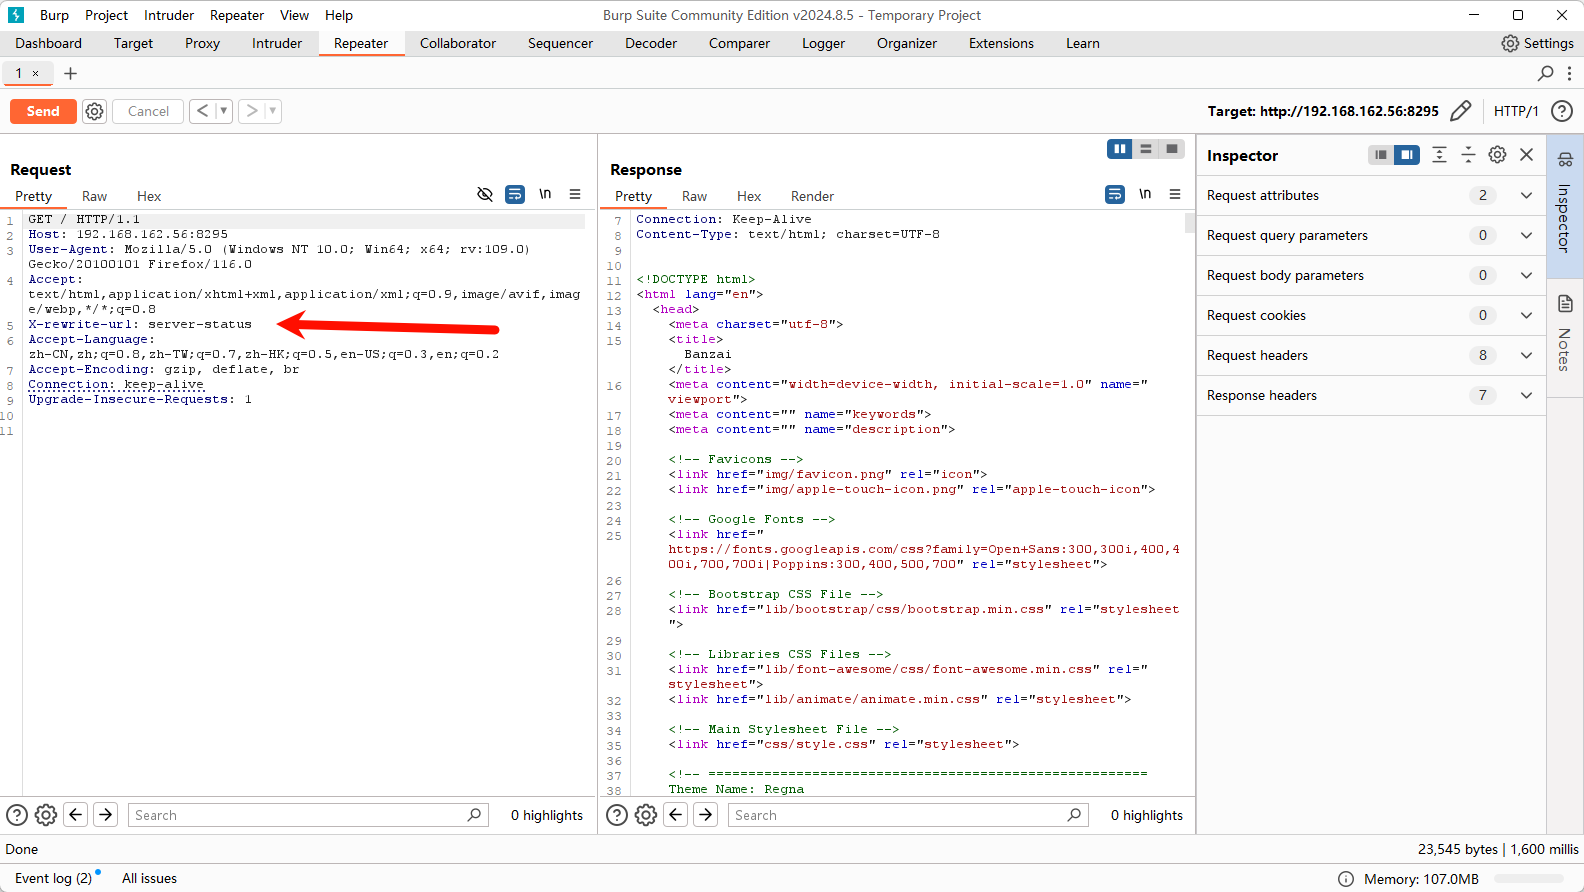 Burp Project Intruder Repeater View Help Burp Suite Community Edition v2024.8.5 - Temporary Project
Dashboard Target Proxy Intruder Repeater Collaborator Sequencer Decoder Comparer Logger Organizer Extensions Learn Settings
1 ×
Send Cancel Target: http://192.168.162.56:8295 HTTP/1
Request
Pretty Raw Hex \n
1 GET / HTTP/1.1
2 Host: 192.168.162.56:8295
3 User-Agent: Mozilla/5.0 (Windows NT 10.0; Win64; x64; rv:109.0)
Gecko/20100101 Firefox/116.0
4 Accept:
text/html,application/xhtml+xml,application/xml;q=0.9,image/avif,imag
e/webp,*/*;q=0.8
5 X-rewrite-url: server-status
6 Accept-Language:
zh-CN,zh;q=0.8,zh-TW;q=0.7,zh-HK;q=0.5,en-US;q=0.3,en;q=0.2
7 Accept-Encoding: gzip, deflate, br
8 Connection: keep-alive
9 Upgrade-Insecure-Requests: 1
10
11
Search 0 highlights
Response
Pretty Raw Hex Render \n
7 Connection: Keep-Alive
8 Content-Type: text/html; charset=UTF-8
9
10
11 <!DOCTYPE html>
12 <html lang="en">
13 <head>
14 <meta charset="utf-8">
15 <title>
Banzai
</title>
16 <meta content="width=device-width, initial-scale=1.0" name="
viewport">
17 <meta content="" name="keywords">
18 <meta content="" name="description">
19
20 <!-- Favicons -->
21 <link href="img/favicon.png" rel="icon">
22 <link href="img/apple-touch-icon.png" rel="apple-touch-icon">
23
24 <!-- Google Fonts -->
25 <link href="
https://fonts.googleapis.com/css?family=Open+Sans:300,300i,400,4
00i,700,700i|Poppins:300,400,500,700" rel="stylesheet">
26
27 <!-- Bootstrap CSS File -->
28 <link href="lib/bootstrap/css/bootstrap.min.css" rel="stylesheet
">
29
30 <!-- Libraries CSS Files -->
31 <link href="lib/font-awesome/css/font-awesome.min.css" rel="
stylesheet">
32 <link href="lib/animate/animate.min.css" rel="stylesheet">
33
34 <!-- Main Stylesheet File -->
35 <link href="css/style.css" rel="stylesheet">
36
37 <!-- =======================================================
38 Theme Name: Regna
Search 0 highlights
Inspector
Request attributes 2
Request query parameters 0
Request body parameters 0
Request cookies 0
Request headers 8
Response headers 7
Inspector
Notes
Done 23,545 bytes | 1,600 millis
Event log (2) All issues Memory: 107.0MB